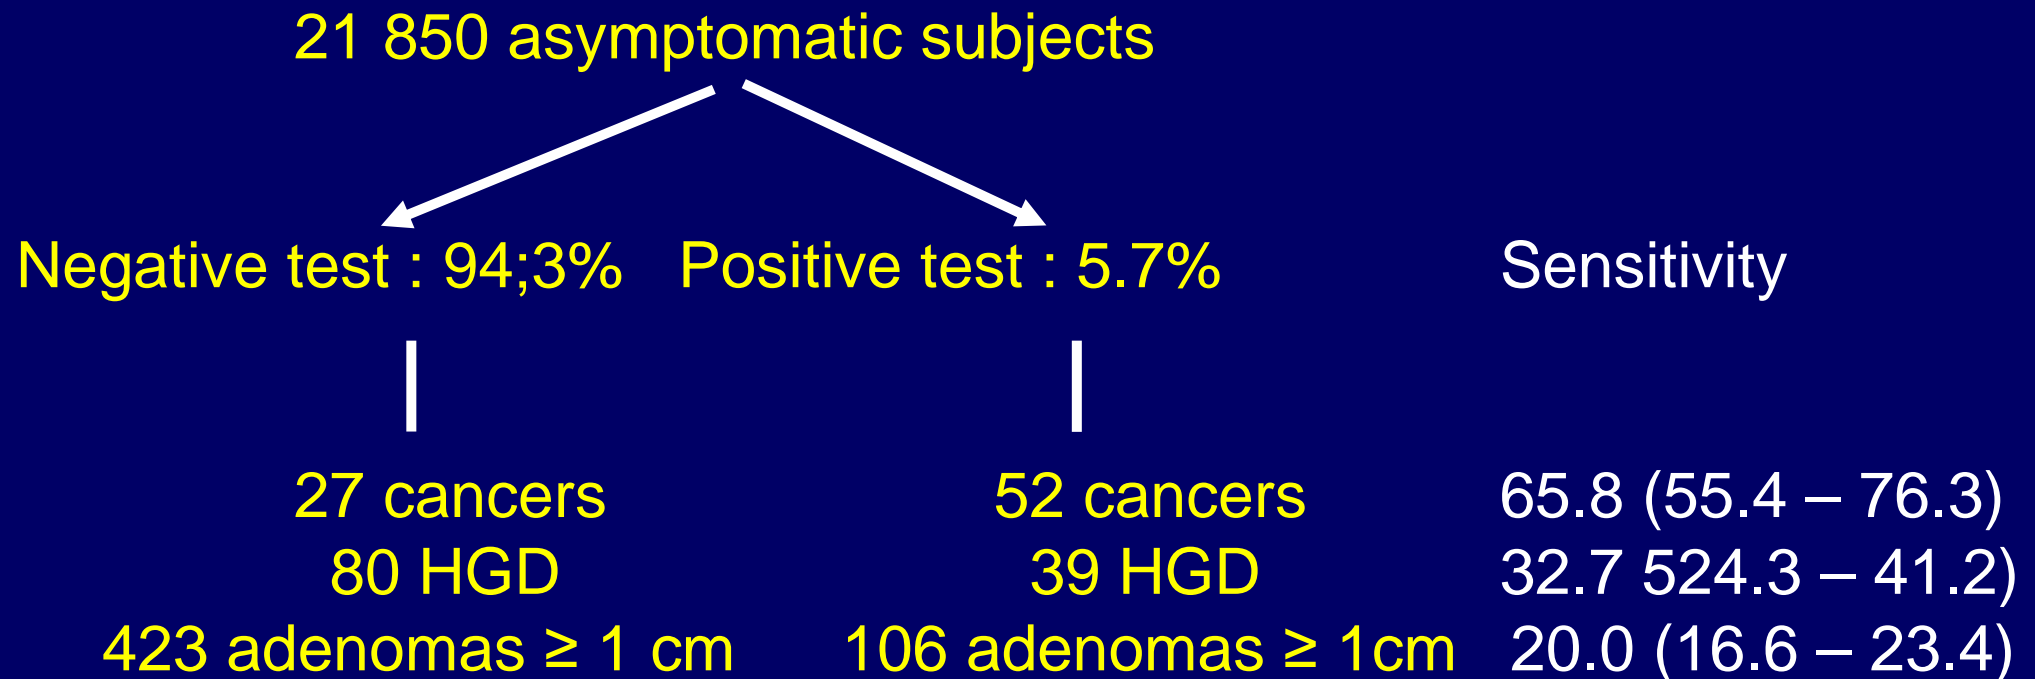 21 850 asymptomatic subjects
Negative test : 94;3% Positive test : 5.7% Sensitivity
27 cancers 52 cancers 65.8 (55.4 – 76.3)
80 HGD 39 HGD 32.7 524.3 – 41.2)
423 adenomas ≥ 1 cm 106 adenomas ≥ 1cm 20.0 (16.6 – 23.4)